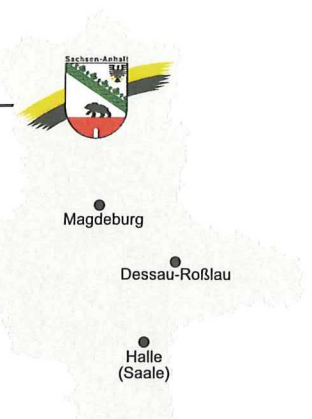 Sachsen-Anhalt
Magdeburg
Dessau-Roßlau
Halle
(Saale)